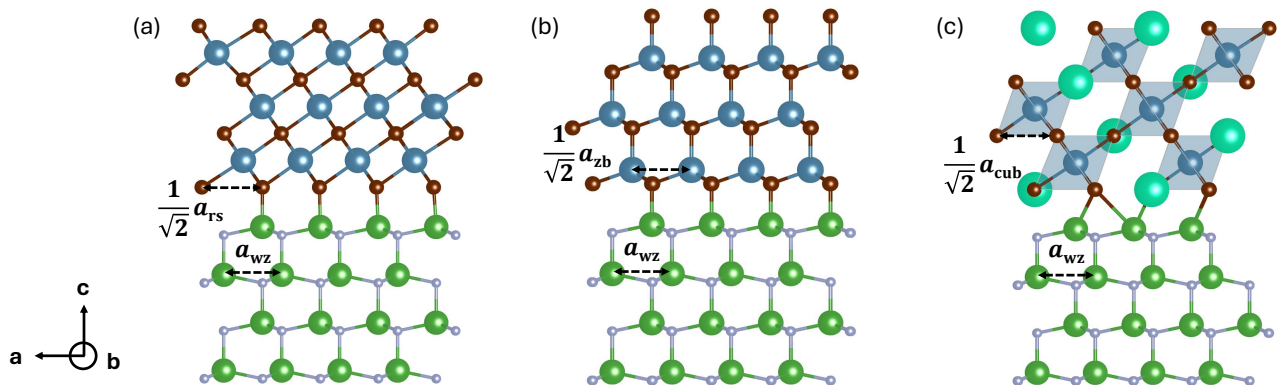 (a)
(b)
(c)
1/√2 a_rs
1/√2 a_zb
1/√2 a_cub
a_wz
a_wz
a_wz
c
a
b